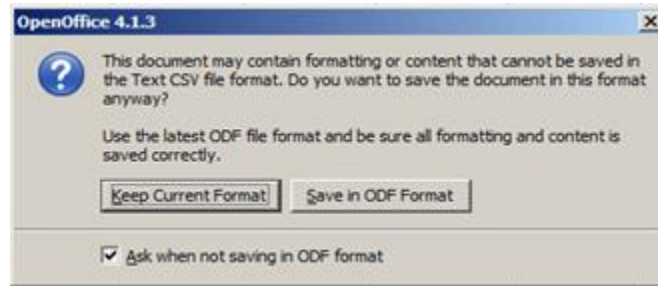 OpenOffice 4.1.3
This document may contain formatting or content that cannot be saved in
the Text CSV file format. Do you want to save the document in this format
anyway?
Use the latest ODF file format and be sure all formatting and content is
saved correctly.
Keep Current Format Save in ODF Format
Ask when not saving in ODF format